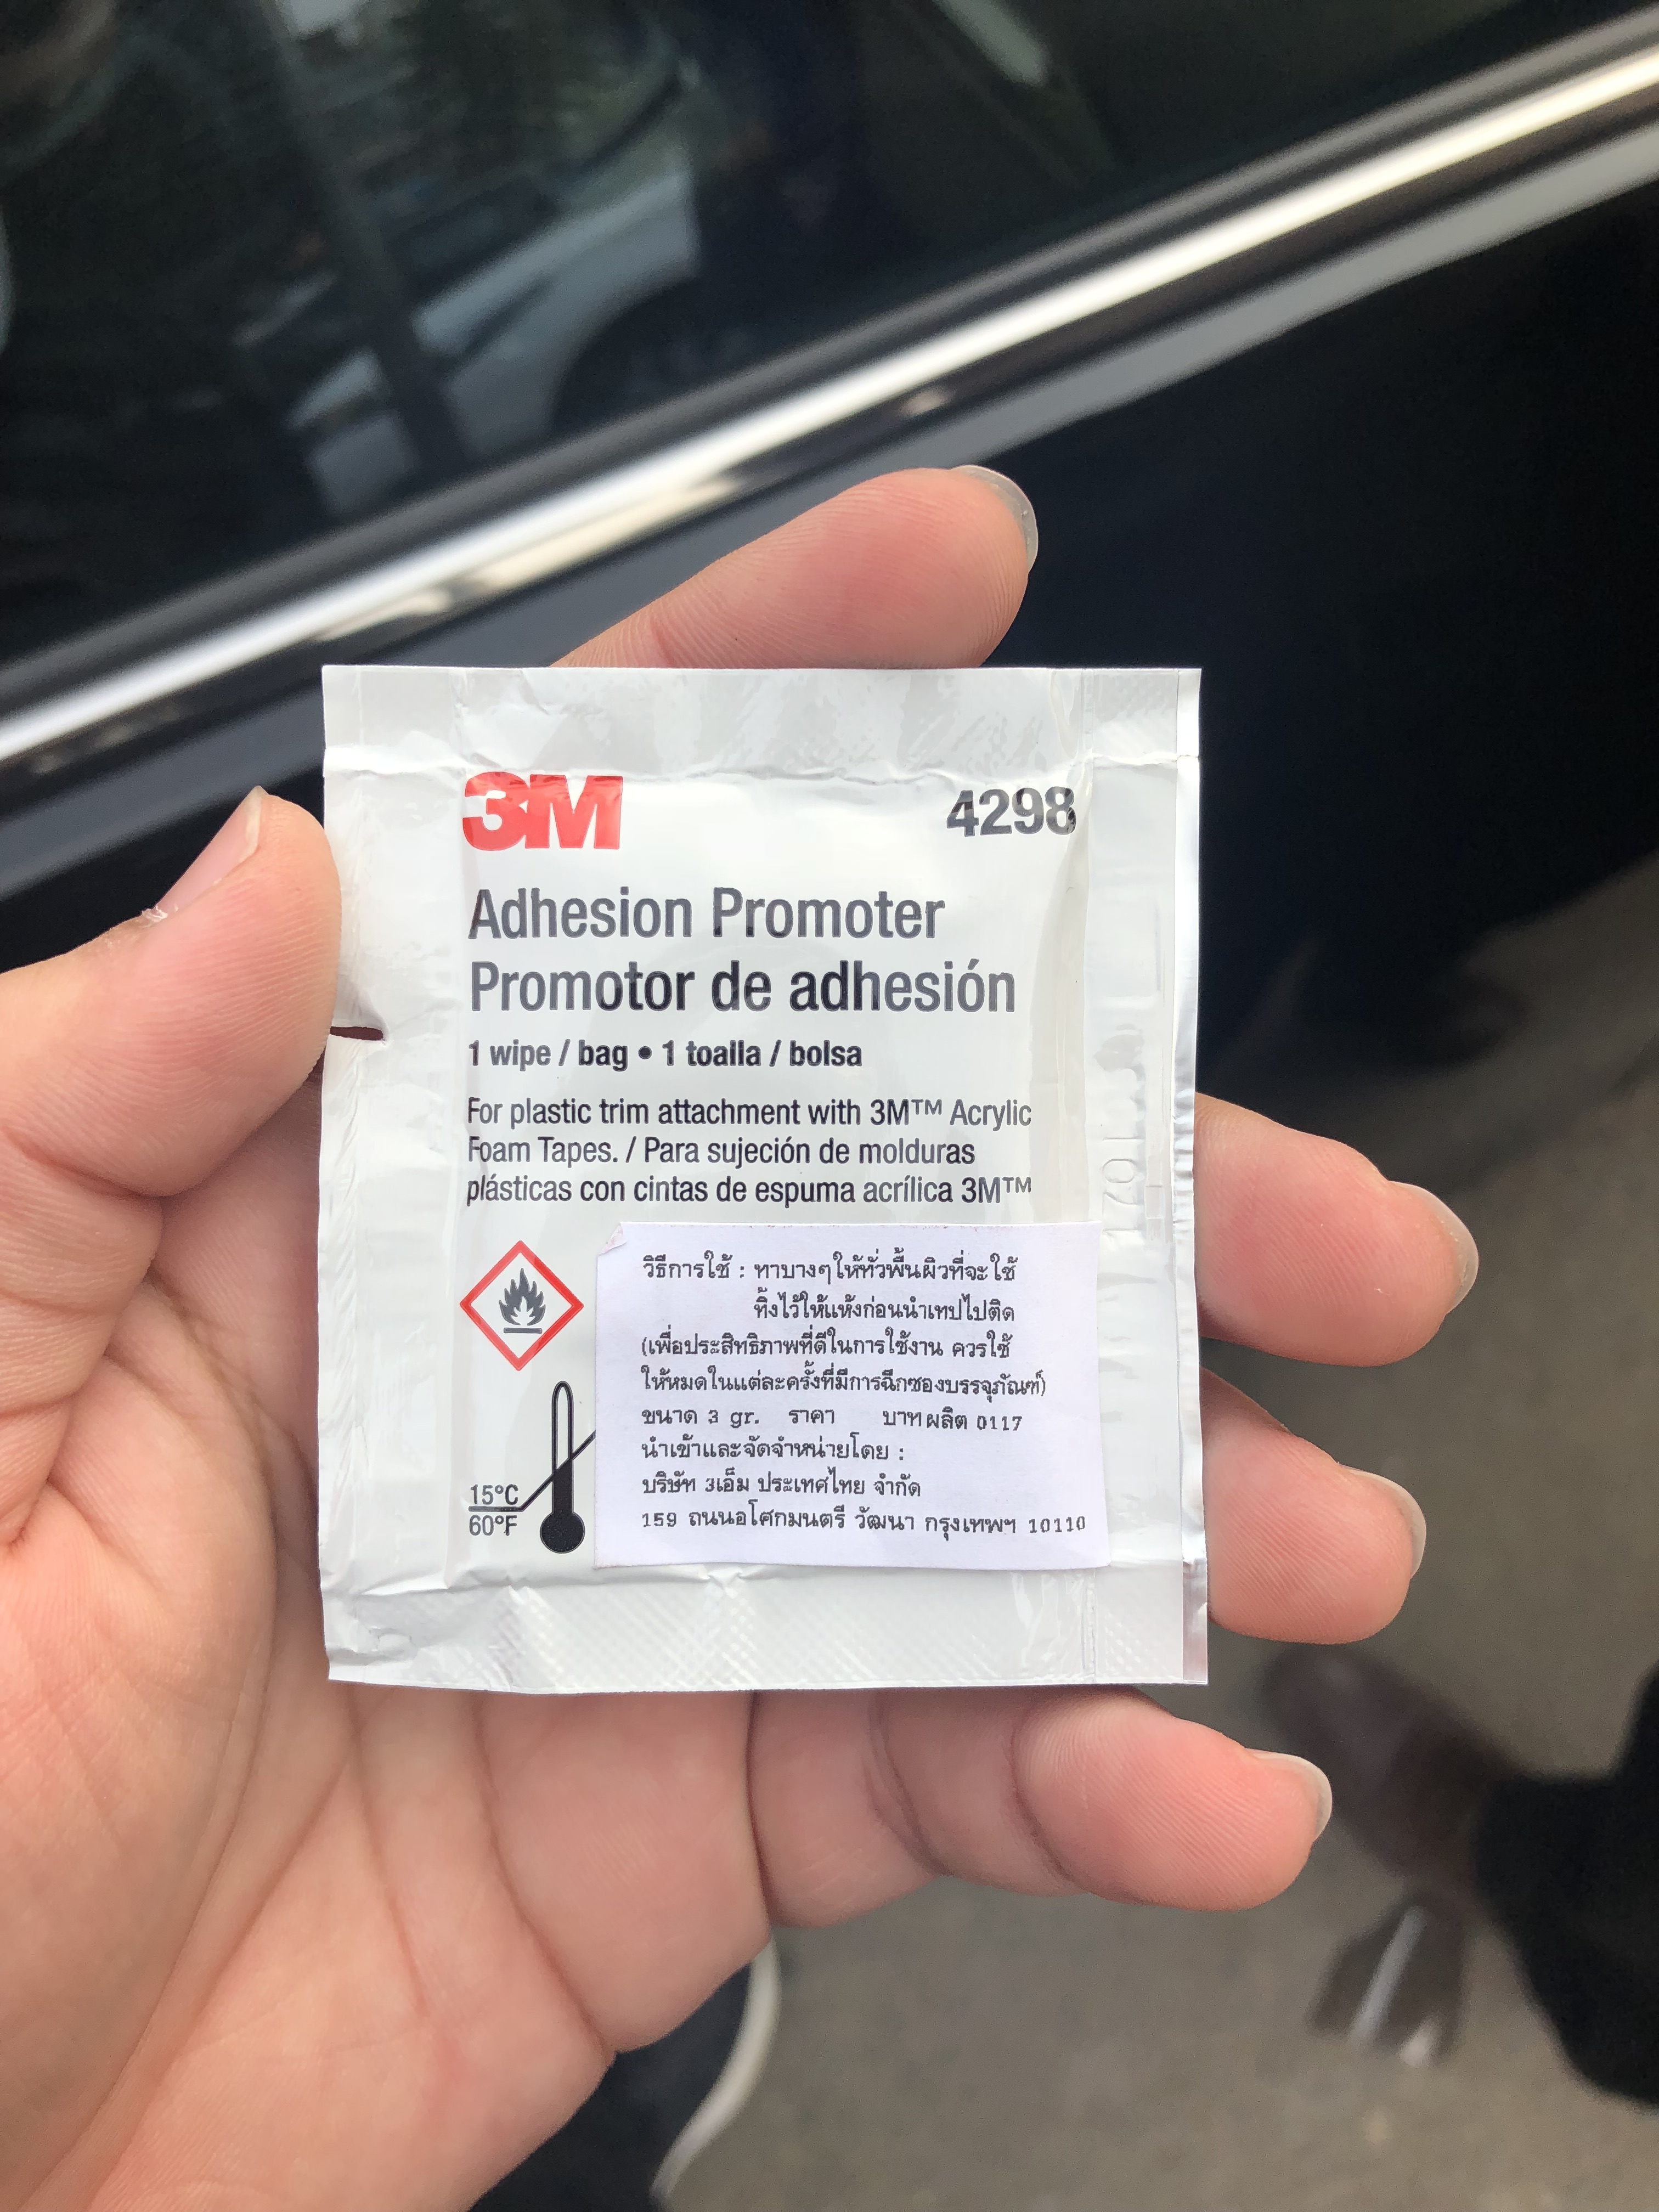 3M 4298
Adhesion Promoter
Promotor de adhesión
1 wipe / bag • 1 toalla / bolsa
For plastic trim attachment with 3M™ Acrylic
Foam Tapes. / Para sujeción de molduras
plásticas con cintas de espuma acrílica 3M™
วิธีการใช้ : ทาบางๆให้ทั่วพื้นผิวที่จะใช้
ทิ้งไว้ให้แห้งก่อนนำเทปไปติด
(เพื่อประสิทธิภาพที่ดีในการใช้งาน ควรใช้
ให้หมดในแต่ละครั้งที่มีการฉีกซองบรรจุภัณฑ์)
ขนาด 3 gr. ราคา บาท ผลิต 0117
นำเข้าและจัดจำหน่ายโดย :
บริษัท 3เอ็ม ประเทศไทย จำกัด
159 ถนนอโศกมนตรี วัฒนา กรุงเทพฯ 10110
15°C
60°F